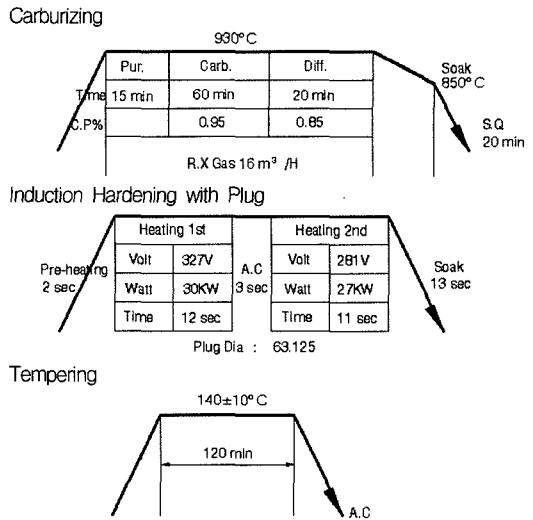 Carburizing
930°C
Pur. Carb. Diff.
Soak
850°C
Time 15 min 60 min 20 min
C.P% 0.95 0.85
S.Q
20 min
R.X Gas 16 m³ /H
Induction Hardening with Plug
Heating 1st Heating 2nd
Pre-heating
2 sec
Volt 327V
A.C
3 sec
Volt 281V
Soak
13 sec
Watt 30KW Watt 27KW
Time 12 sec Time 11 sec
Plug Dia : 63.125
Tempering
140±10°C
120 min
A.C